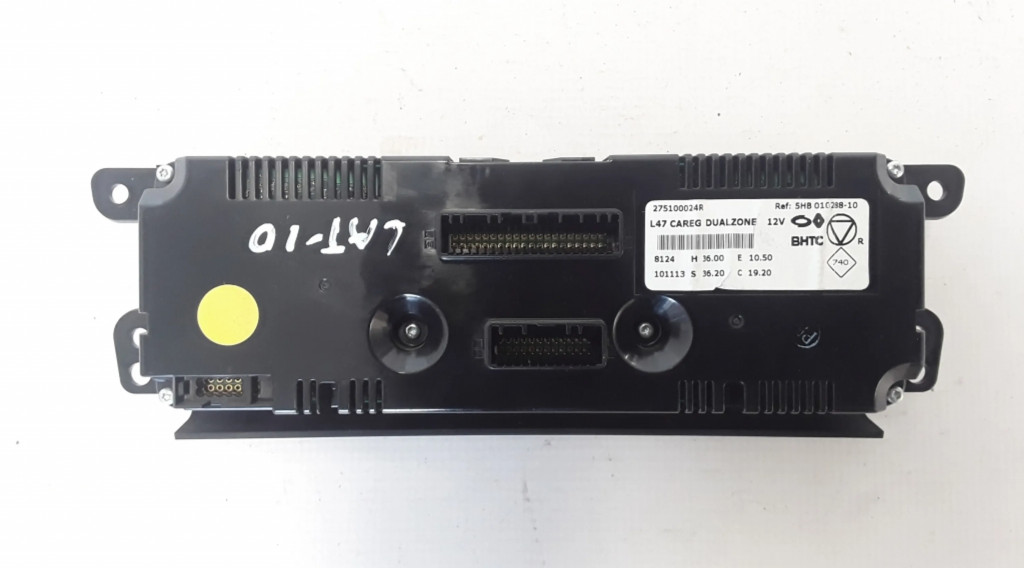 275100024R Ref: 5HB 010288-10
L47 CAREG DUALZONE 12V
BHTC R
8124 H 36.00 E 10.50
740
101113 S 36.20 C 19.20
LAT-10